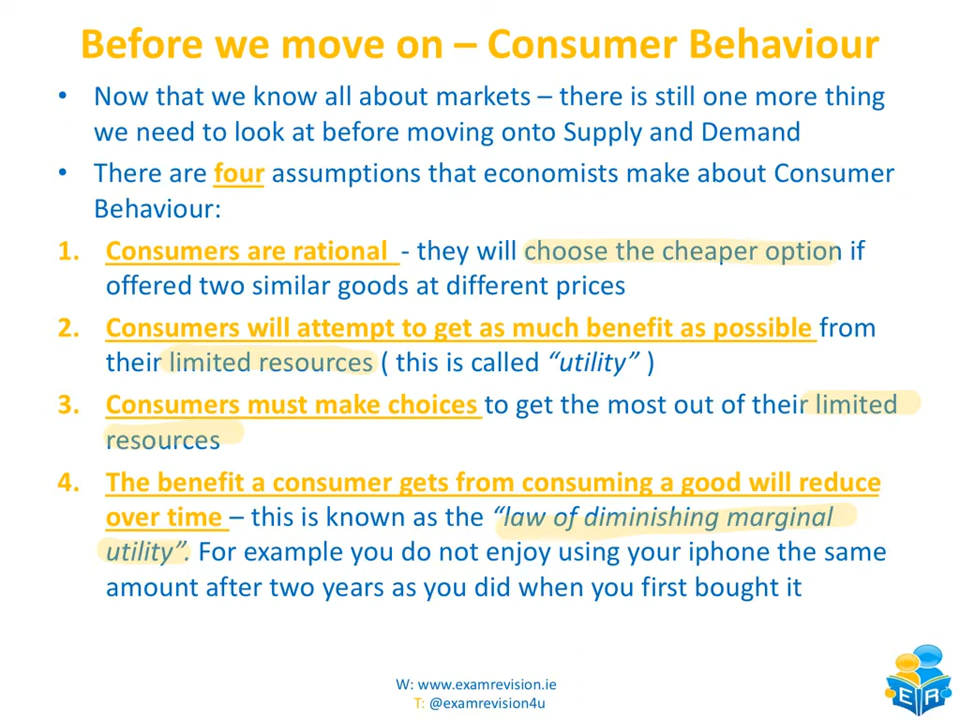 Before we move on – Consumer Behaviour
• Now that we know all about markets – there is still one more thing
we need to look at before moving onto Supply and Demand
• There are four assumptions that economists make about Consumer
Behaviour:
1. Consumers are rational - they will choose the cheaper option if
offered two similar goods at different prices
2. Consumers will attempt to get as much benefit as possible from
their limited resources ( this is called “utility” )
3. Consumers must make choices to get the most out of their limited
resources
4. The benefit a consumer gets from consuming a good will reduce
over time – this is known as the “law of diminishing marginal
utility”. For example you do not enjoy using your iphone the same
amount after two years as you did when you first bought it
W: www.examrevision.ie
T: @examrevision4u
E R